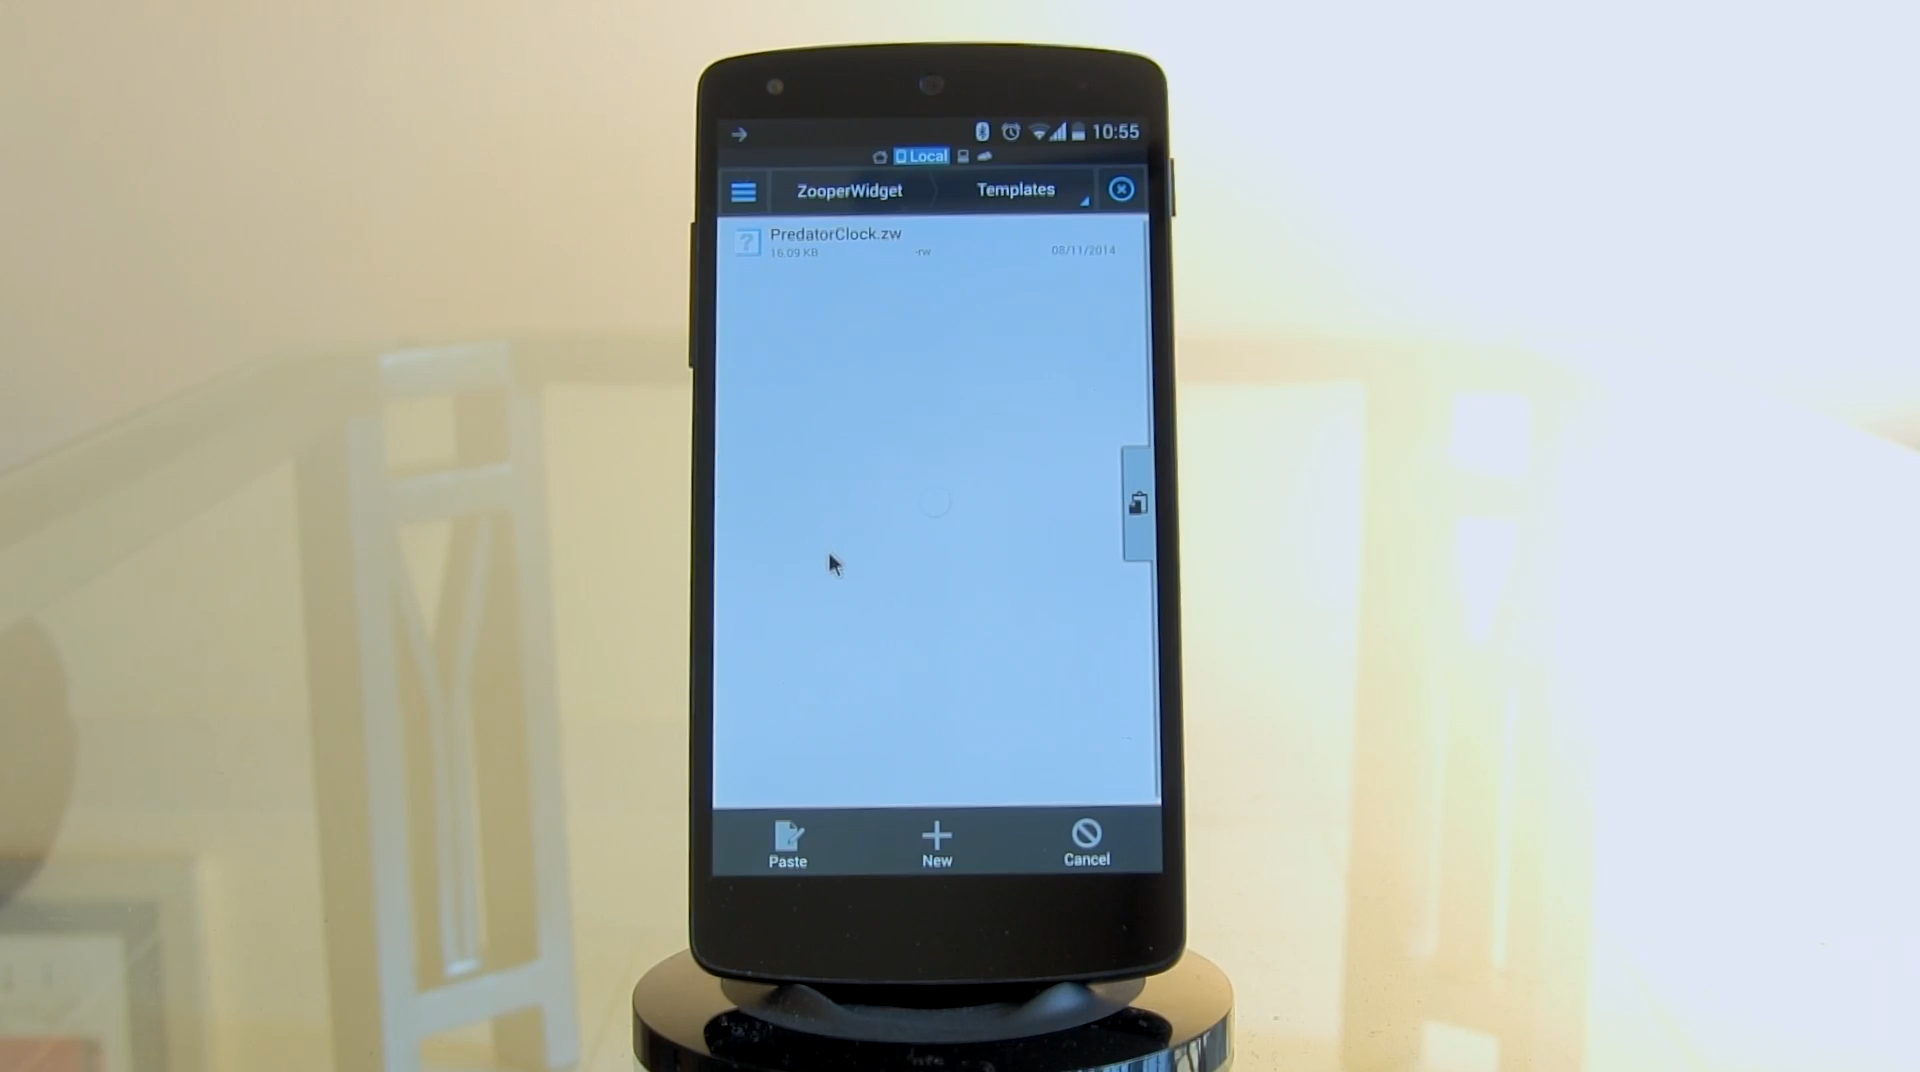 10:55
Local
ZooperWidget
Templates
PredatorClock.zw
16.09 KB
-rw
08/11/2014
Paste
New
Cancel